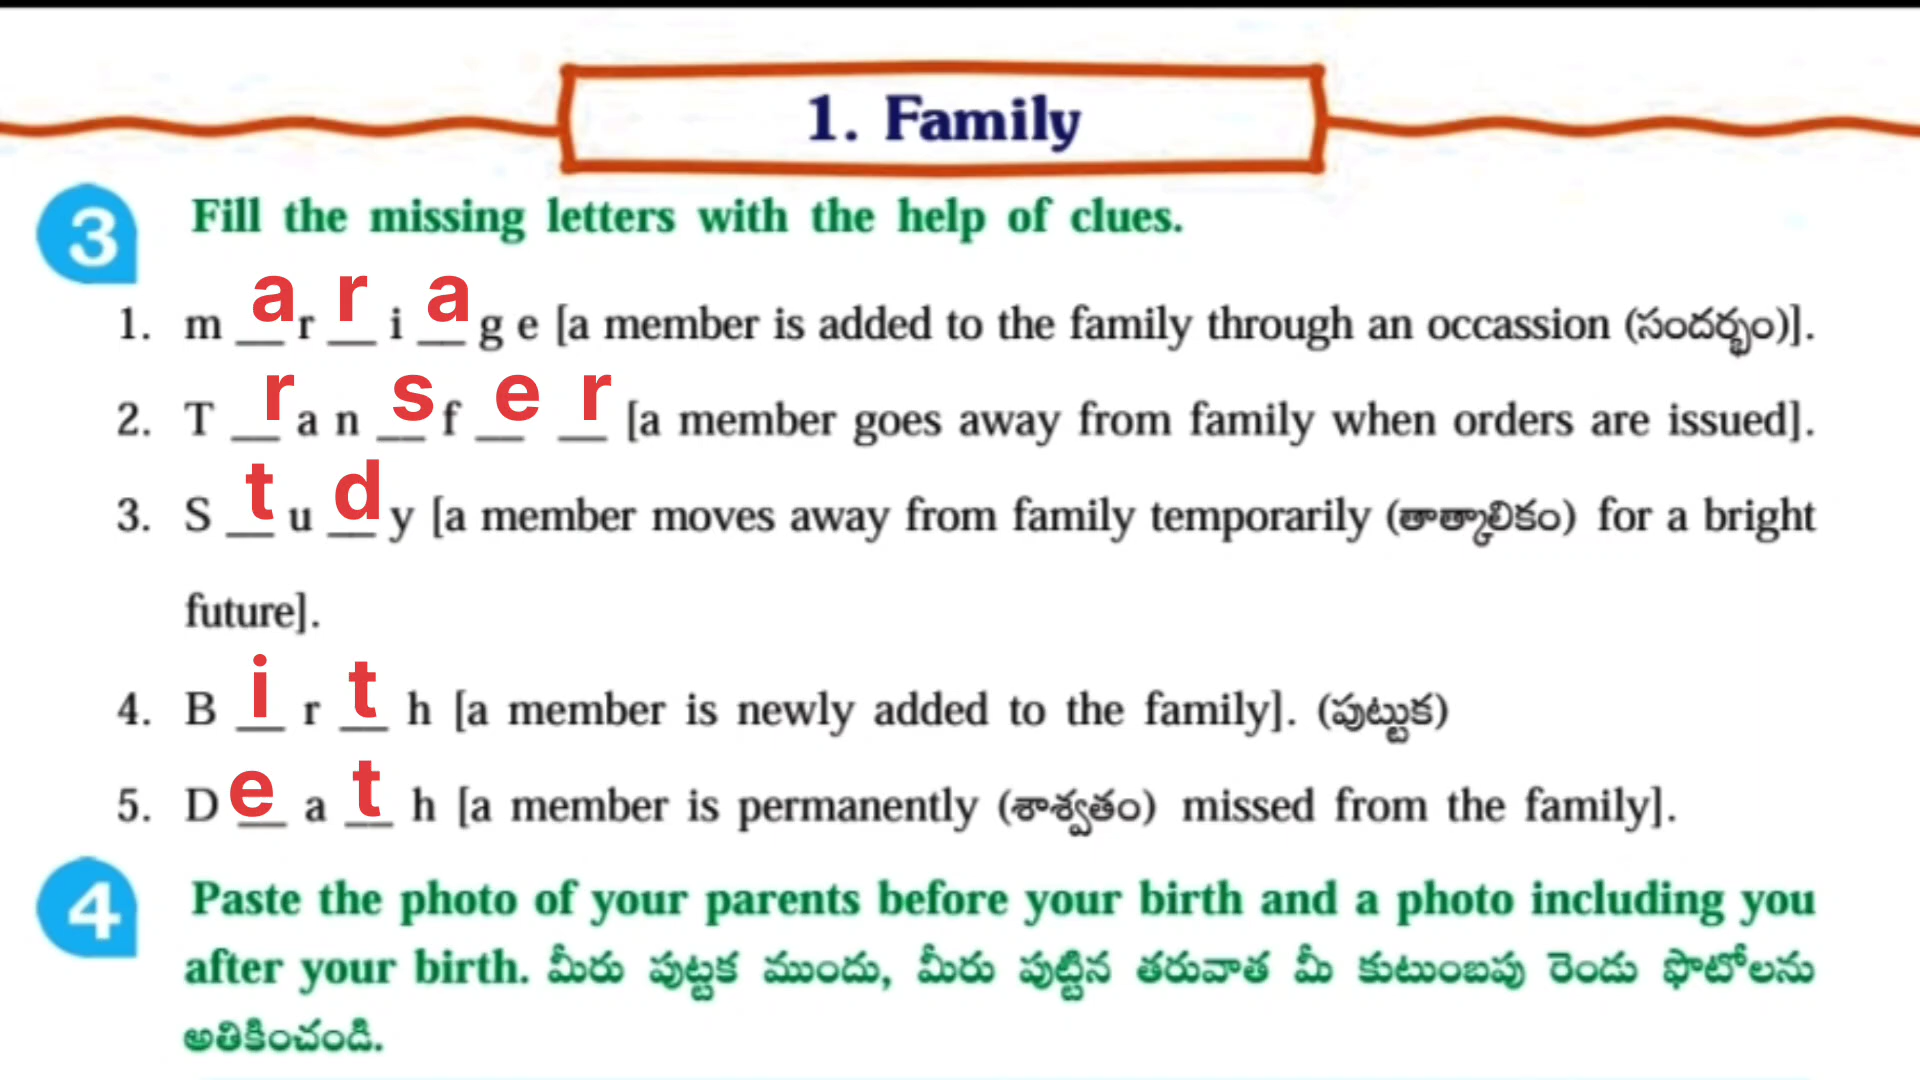 1. Family
3 Fill the missing letters with the help of clues.
1. m a r r i a g e [a member is added to the family through an occassion (సందర్భం)].
2. T r a n s f e r [a member goes away from family when orders are issued].
3. S t u d y [a member moves away from family temporarily (తాత్కాలికం) for a bright
future].
4. B i r t h [a member is newly added to the family]. (పుట్టుక)
5. D e a t h [a member is permanently (శాశ్వతం) missed from the family].
4 Paste the photo of your parents before your birth and a photo including you
after your birth. మీరు పుట్టక ముందు, మీరు పుట్టిన తరువాత మీ కుటుంబపు రెండు ఫొటోలను
అతికించండి.